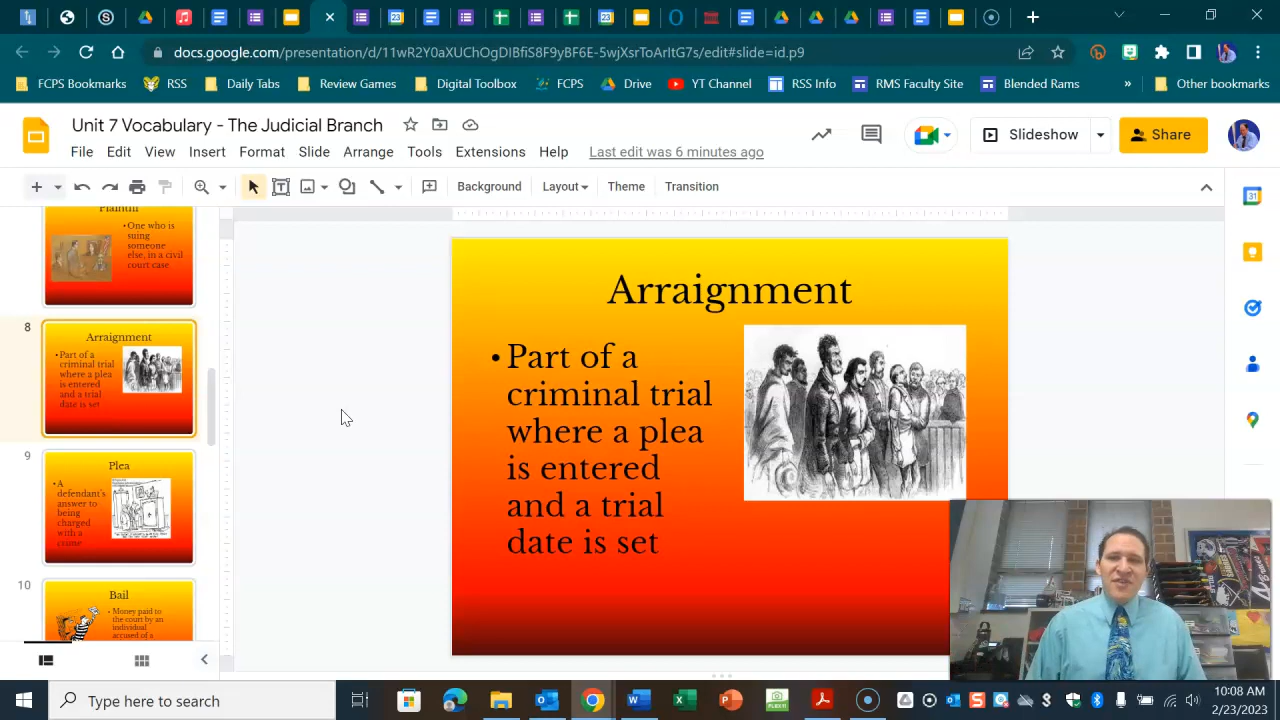 docs.google.com/presentation/d/11wR2Y0aXUChOgDIBfiS8F9yBF6E-5wjXsrToArItG7s/edit#slide=id.p9
FCPS Bookmarks RSS Daily Tabs Review Games Digital Toolbox FCPS Drive YT Channel RSS Info RMS Faculty Site Blended Rams » Other bookmarks
Unit 7 Vocabulary - The Judicial Branch
Slideshow
Share
File Edit View Insert Format Slide Arrange Tools Extensions Help Last edit was 6 minutes ago
Background Layout Theme Transition
Plaintiff
• One who is
suing
someone
else, in a civil
court case
8
Arraignment
• Part of a
criminal trial
where a plea
is entered
and a trial
date is set
9
Plea
• A
defendant's
answer to
being
charged
with a
crime
10
Bail
• Money paid to
the court by an
individual
accused of a
Arraignment
• Part of a
criminal trial
where a plea
is entered
and a trial
date is set
Type here to search
10:08 AM
2/23/2023